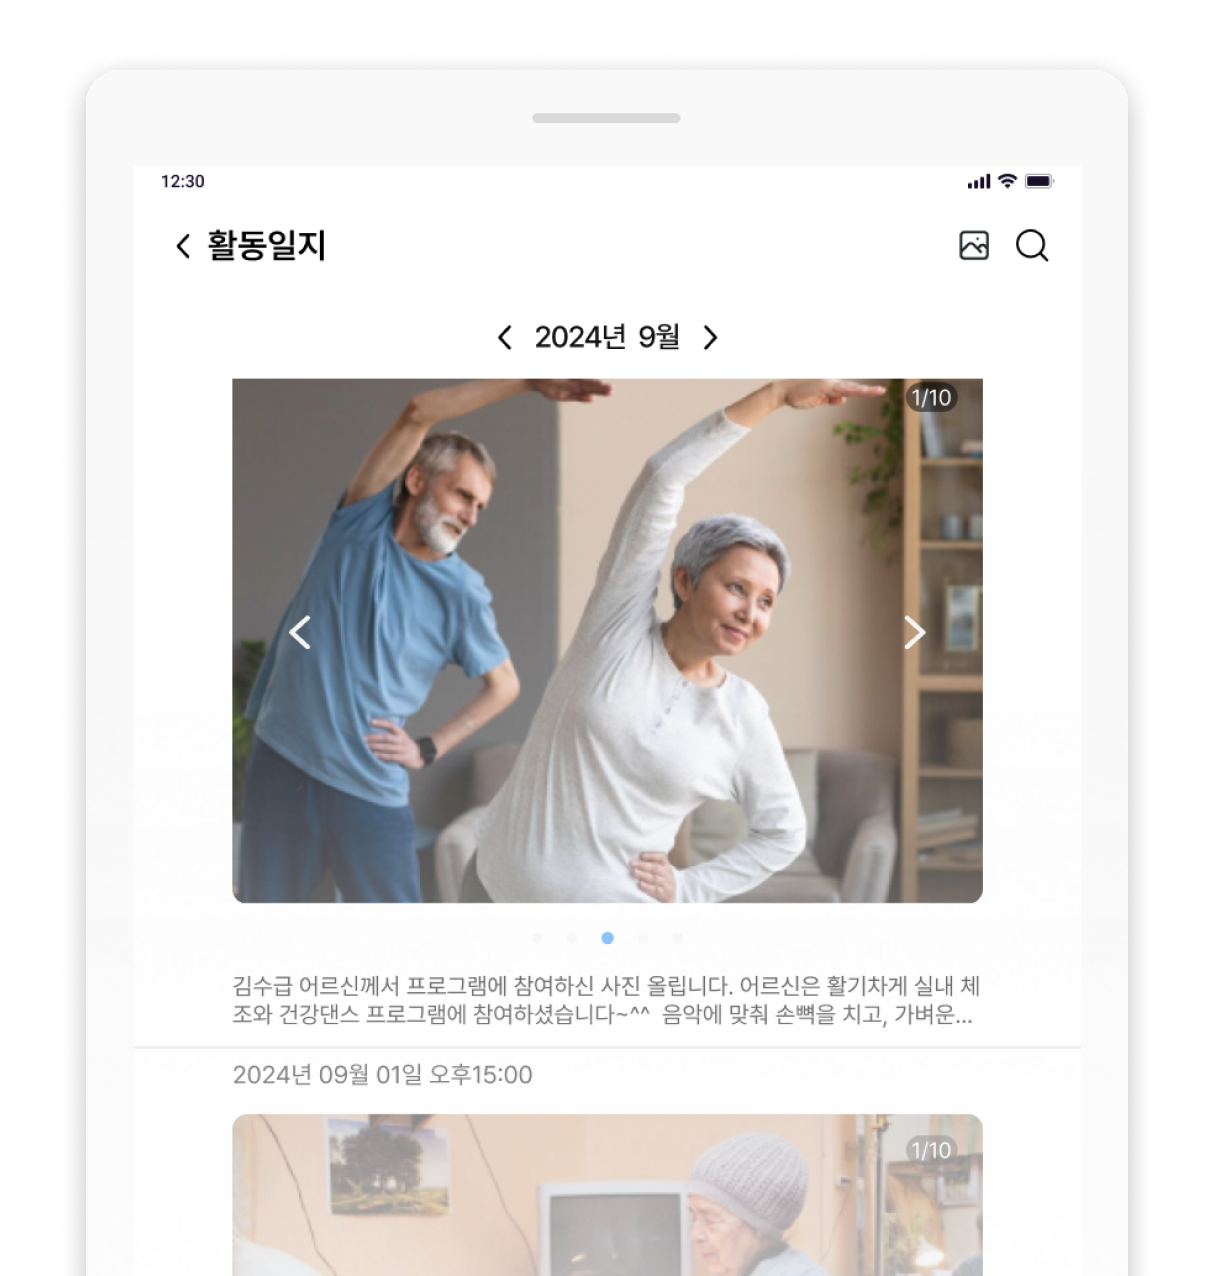 12:30
활동일지
2024년 9월
1/10
김수급 어르신께서 프로그램에 참여하신 사진 올립니다. 어르신은 활기차게 실내 체
조와 건강댄스 프로그램에 참여하셨습니다~^^ 음악에 맞춰 손뼉을 치고, 가벼운...
2024년 09월 01일 오후15:00
1/10